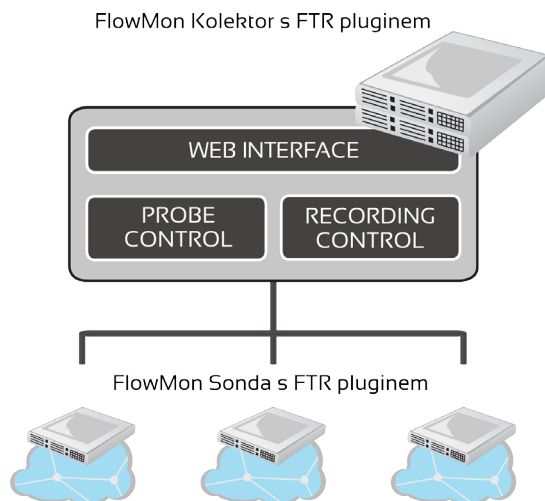 FlowMon Kolektor s FTR pluginem
WEB INTERFACE
PROBE
CONTROL
RECORDING
CONTROL
FlowMon Sonda s FTR pluginem